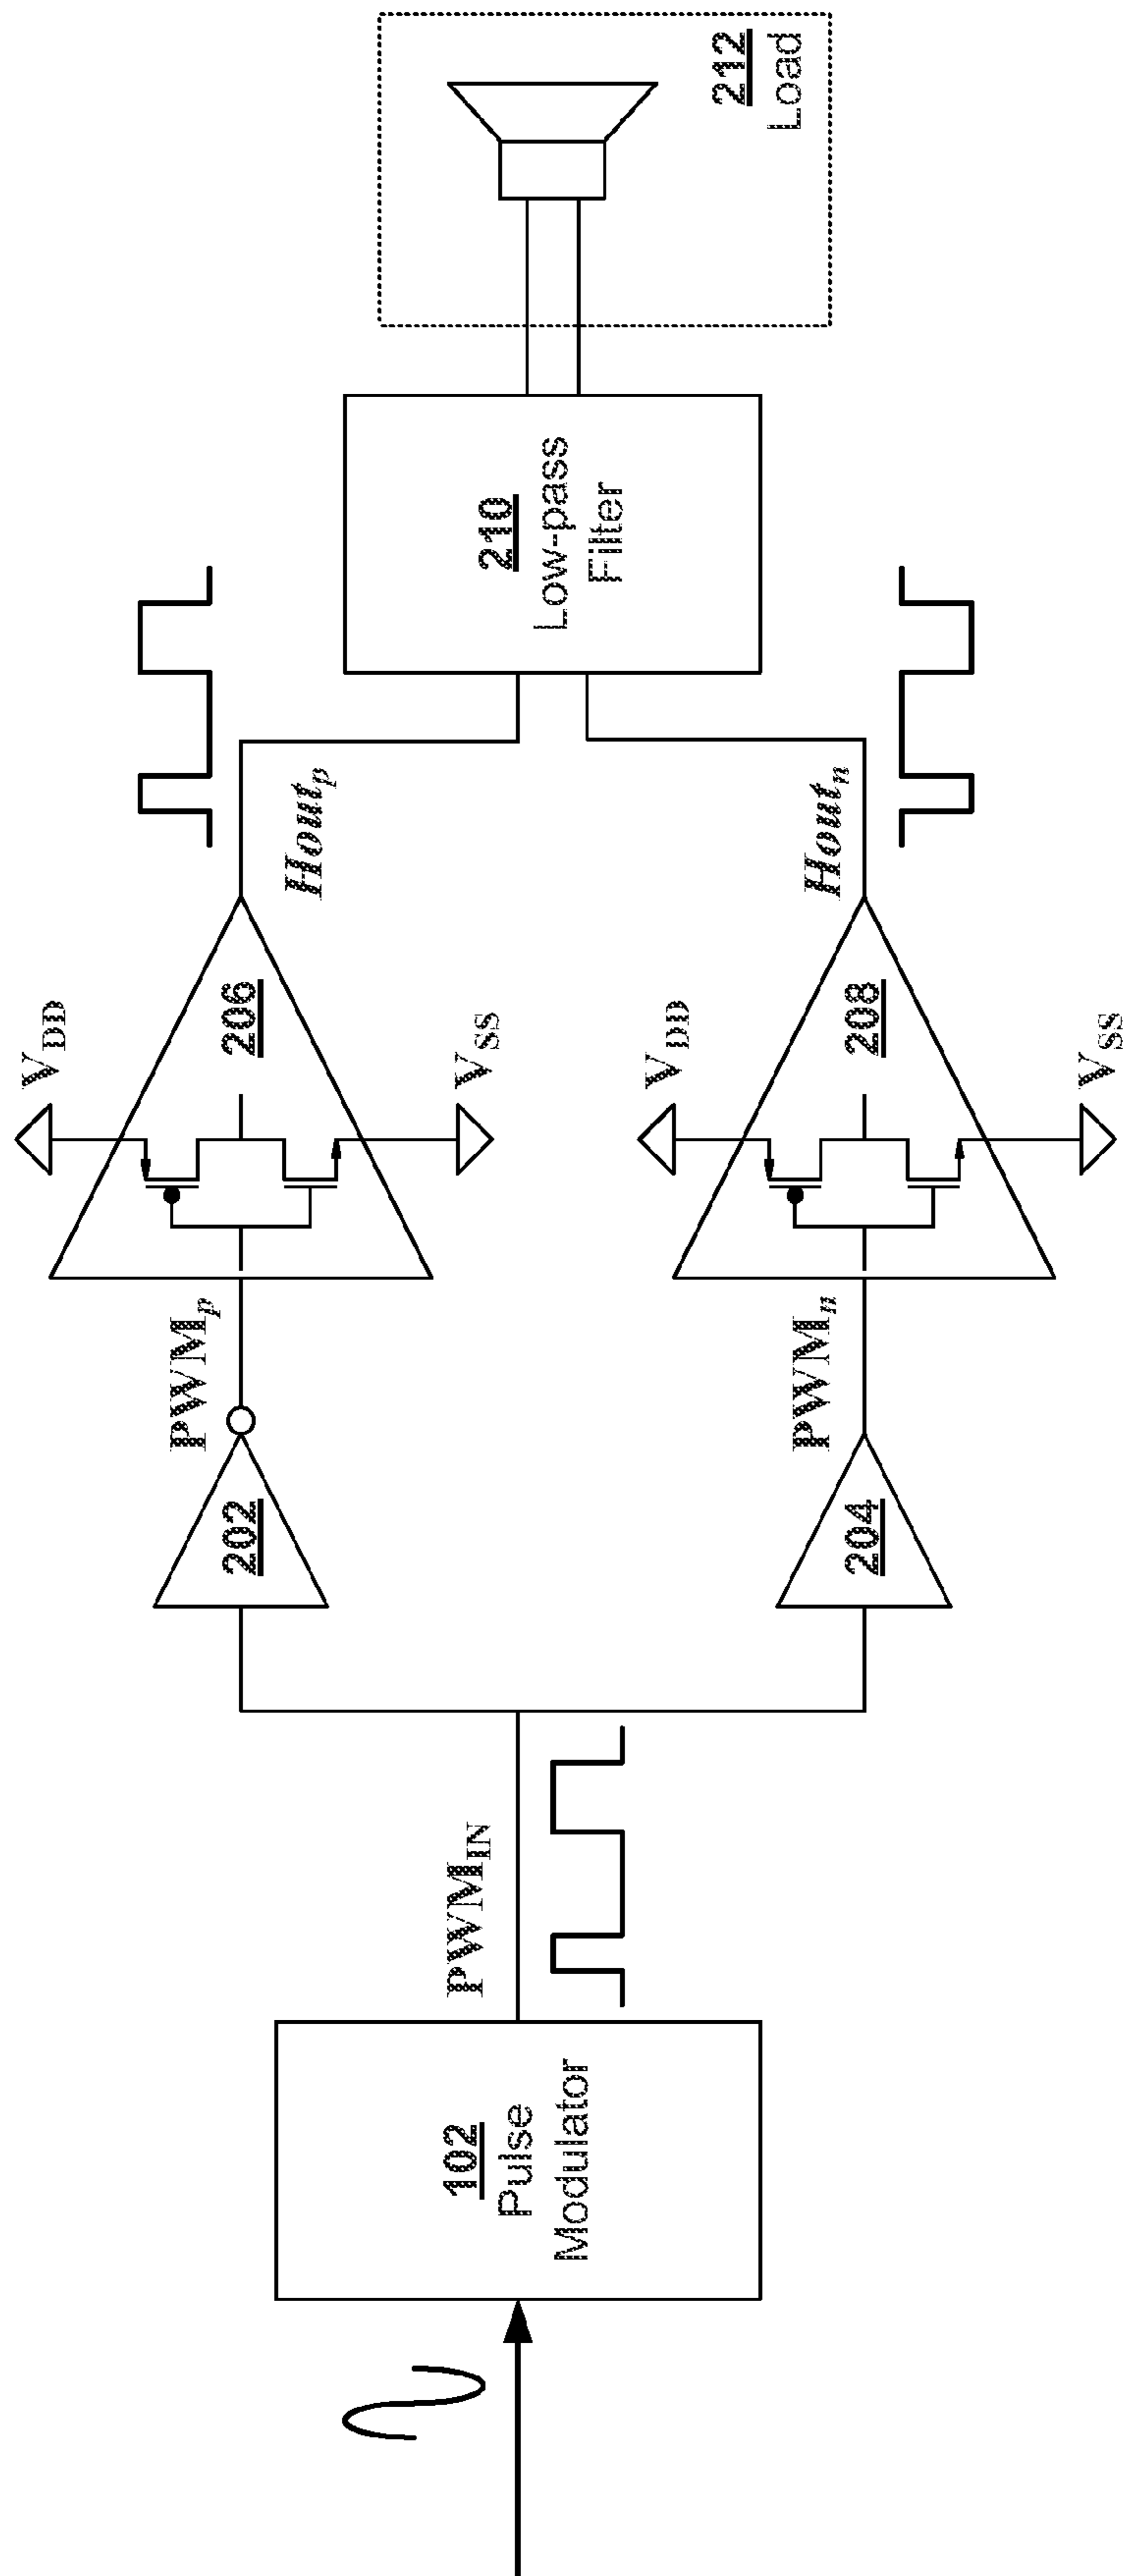 102
Pulse
Modulator
PWM_IN
202
204
PWM_p
PWM_n
V_DD
206
V_SS
V_DD
208
V_SS
Hout_p
Hout_n
210
Low-pass
Filter
212
Load